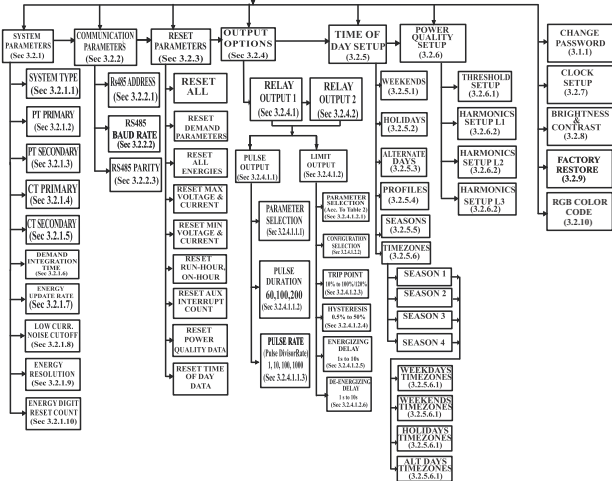 SYSTEM
PARAMETERS
(Sec 3.2.1)
SYSTEM TYPE
(Sec 3.2.1.1)
PT PRIMARY
(Sec 3.2.1.2)
PT SECONDARY
(Sec 3.2.1.3)
CT PRIMARY
(Sec 3.2.1.4)
CT SECONDARY
(Sec 3.2.1.5)
DEMAND
INTEGRATION
TIME
(Sec 3.2.1.6)
ENERGY
UPDATE RATE
(Sec 3.2.1.7)
LOW CURR.
NOISE CUTOFF
(Sec 3.2.1.8)
ENERGY
RESOLUTION
(Sec 3.2.1.9)
ENERGY DIGIT
RESET COUNT
(Sec 3.2.1.10)
COMMUNICATION
PARAMETERS
(Sec 3.2.2)
Rs485 ADDRESS
(Sec 3.2.2.1)
RS485
BAUD RATE
(Sec 3.2.2.2)
RS485 PARITY
(Sec 3.2.2.3)
RESET
PARAMETERS
(Sec 3.2.3)
RESET
ALL
RESET
DEMAND
PARAMETERS
RESET
ALL
ENERGIES
RESET MAX
VOLTAGE &
CURRENT
RESET MIN
VOLTAGE &
CURRENT
RESET
RUN-HOUR,
ON-HOUR
RESET AUX
INTERRUPT
COUNT
RESET
POWER
QUALITY DATA
RESET TIME
OF DAY
DATA
OUTPUT
OPTIONS
(Sec 3.2.4)
RELAY
OUTPUT 1
(Sec 3.2.4.1)
RELAY
OUTPUT 2
(Sec 3.2.4.2)
PULSE
OUTPUT
(Sec 3.2.4.1.1)
LIMIT
OUTPUT
(Sec 3.2.4.1.2)
PARAMETER
SELECTION
(Sec 3.2.4.1.1.1)
PULSE
DURATION
60,100,200
(Sec 3.2.4.1.1.2)
PULSE RATE
(Pulse DivisorRate)
1, 10, 100, 1000
(Sec 3.2.4.1.1.3)
PARAMETER
SELECTION
(Acc. To Table 2)
(Sec 3.2.4.1.2.1)
CONFIGURATION
SELECTION
(Sec 3.2.4.1.2.2)
TRIP POINT
10% to 100%/120%
(Sec 3.2.4.1.2.3)
HYSTERESIS
0.5% to 50%
(Sec 3.2.4.1.2.4)
ENERGIZING
DELAY
1s to 10s
(Sec 3.2.4.1.2.5)
DE-ENERGIZING
DELAY
1 s to 10s
(Sec 3.2.4.1.2.6)
TIME OF
DAY SETUP
(3.2.5)
WEEKENDS
(3.2.5.1)
HOLIDAYS
(3.2.5.2)
ALTERNATE
DAYS
(3.2.5.3)
PROFILES
(3.2.5.4)
SEASONS
(3.2.5.5)
TIMEZONES
(3.2.5.6)
SEASON 1
SEASON 2
SEASON 3
SEASON 4
WEEKDAYS
TIMEZONES
(3.2.5.6.1)
WEEKENDS
TIMEZONES
(3.2.5.6.1)
HOLIDAYS
TIMEZONES
(3.2.5.6.1)
ALT DAYS
TIMEZONES
(3.2.5.6.1)
POWER
QUALITY
SETUP
(3.2.6)
THRESHOLD
SETUP
(3.2.6.1)
HARMONICS
SETUP L1
(3.2.6.2)
HARMONICS
SETUP L2
(3.2.6.2)
HARMONICS
SETUP L3
(3.2.6.2)
CHANGE
PASSWORD
(3.1.1)
CLOCK
SETUP
(3.2.7)
BRIGHTNESS
&
CONTRAST
(3.2.8)
FACTORY
RESTORE
(3.2.9)
RGB COLOR
CODE
(3.2.10)